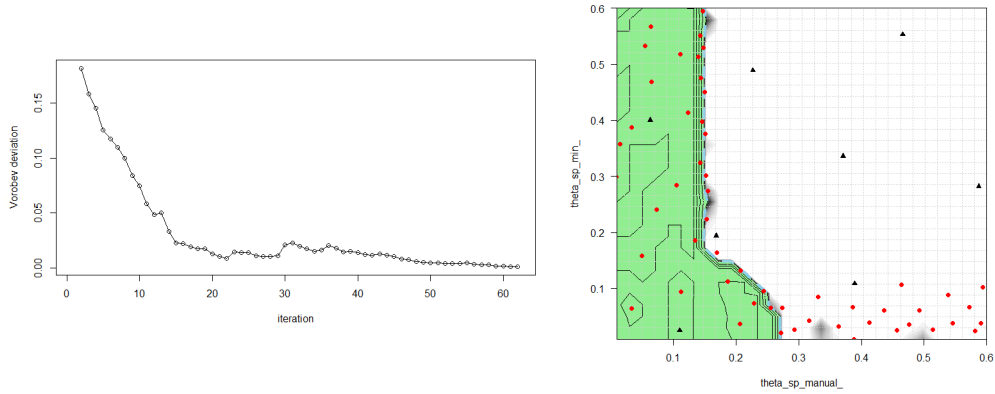 Vorobev deviation
0.15
0.10
0.05
0.00
0 10 20 30 40 50 60
iteration
theta_sp_min_
0.6
0.5
0.4
0.3
0.2
0.1
0.1 0.2 0.3 0.4 0.5 0.6
theta_sp_manual_